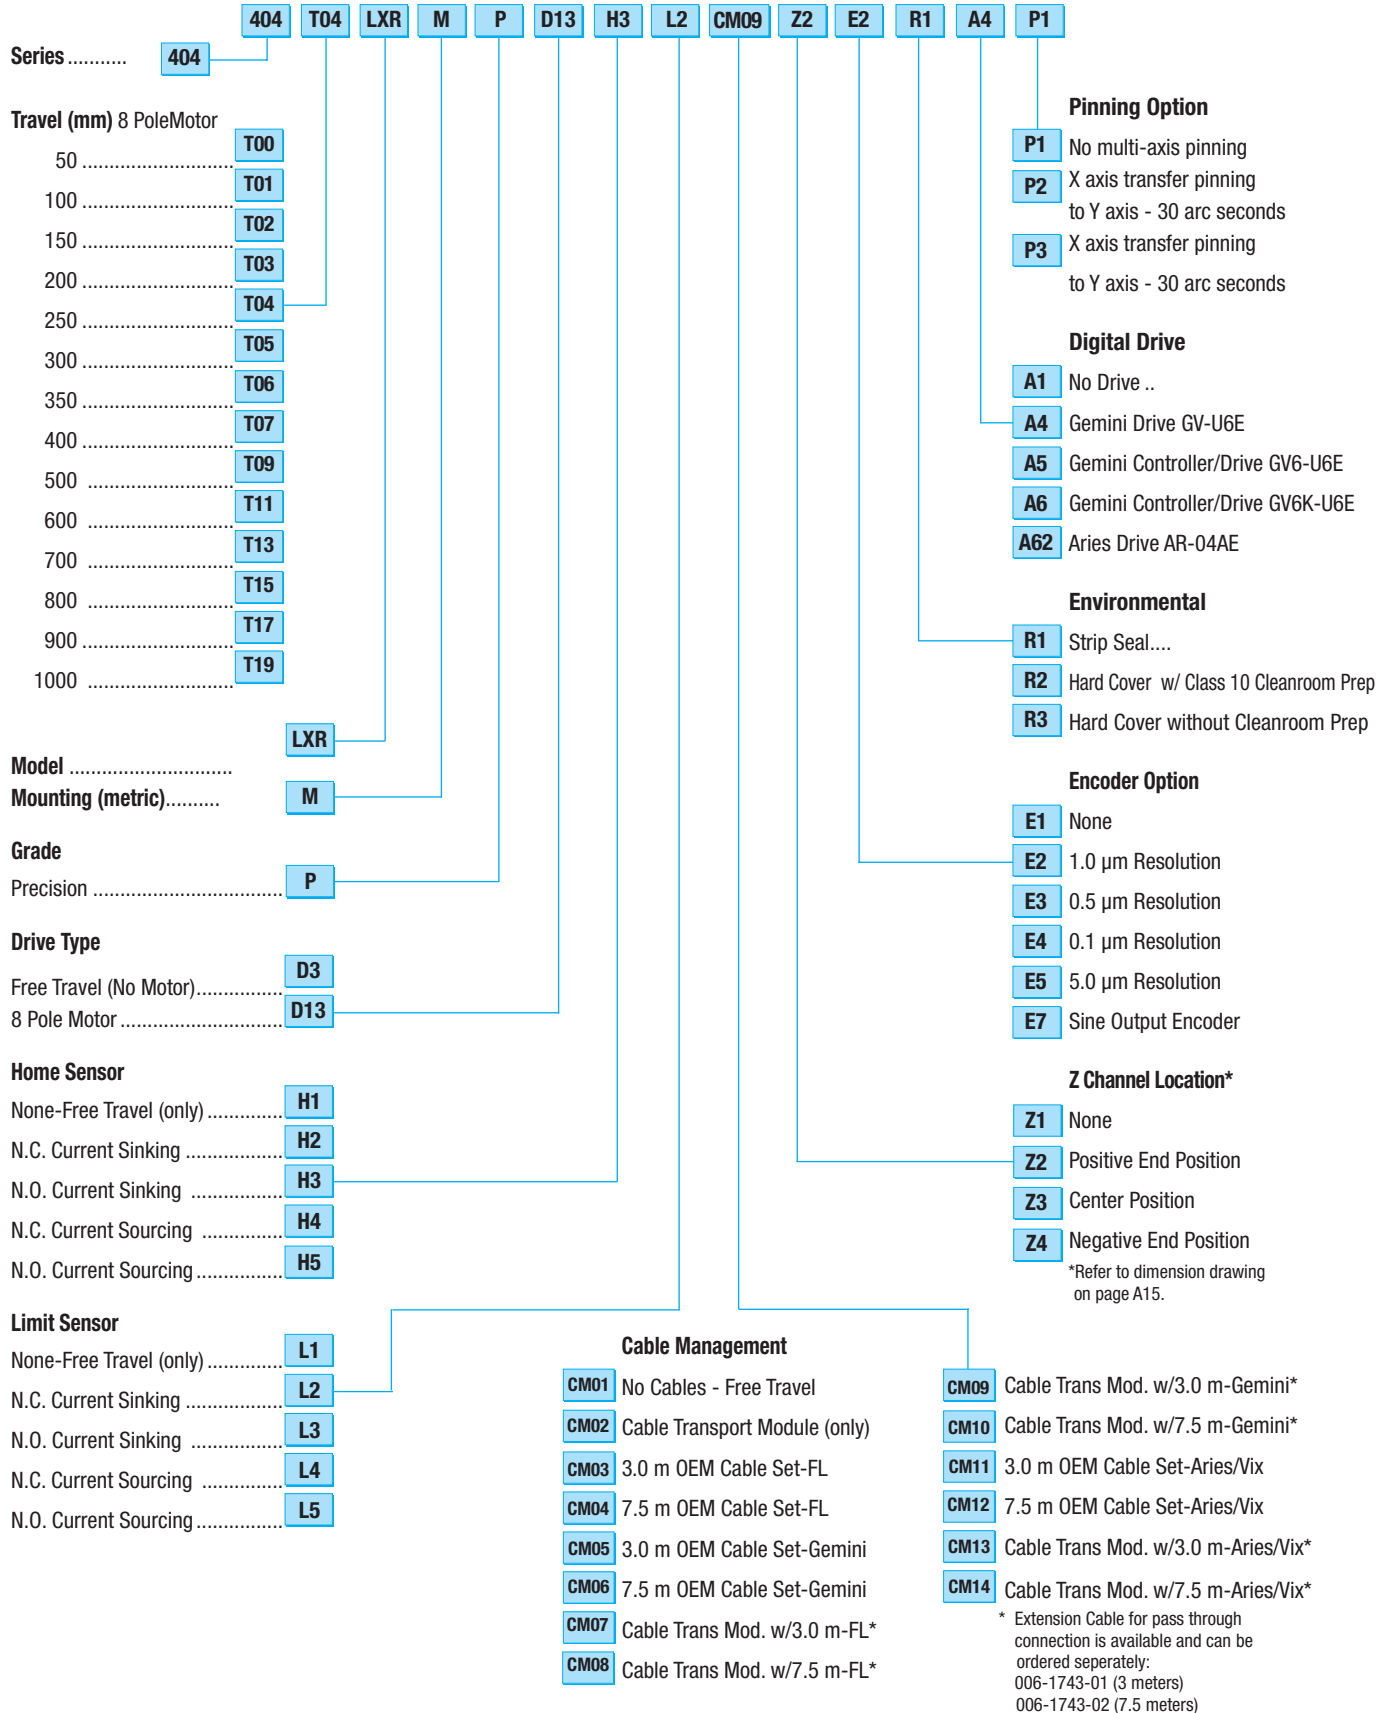 404 T04 LXR M P D13 H3 L2 CM09 Z2 E2 R1 A4 P1
Series ........... 404
Travel (mm) 8 PoleMotor
50 ............................ T00
100 ............................ T01
150 ............................ T02
200 ............................ T03
250 ............................ T04
300 ............................ T05
350 ............................ T06
400 ............................ T07
500 ............................ T09
600 ........................... T11
700 ........................... T13
800 ........................... T15
900 ............................ T17
1000 ........................... T19
LXR
Model ..............................
Mounting (metric).......... M
Grade
Precision ................................... P
Drive Type
Free Travel (No Motor)................ D3
8 Pole Motor .............................. D13
Home Sensor
None-Free Travel (only) .............. H1
N.C. Current Sinking .................. H2
N.O. Current Sinking ................. H3
N.C. Current Sourcing ............... H4
N.O. Current Sourcing ................ H5
Limit Sensor
None-Free Travel (only) .............. L1
N.C. Current Sinking .................. L2
N.O. Current Sinking ................. L3
N.C. Current Sourcing ............... L4
N.O. Current Sourcing ................ L5
Cable Management
CM01 No Cables - Free Travel
CM02 Cable Transport Module (only)
CM03 3.0 m OEM Cable Set-FL
CM04 7.5 m OEM Cable Set-FL
CM05 3.0 m OEM Cable Set-Gemini
CM06 7.5 m OEM Cable Set-Gemini
CM07 Cable Trans Mod. w/3.0 m-FL*
CM08 Cable Trans Mod. w/7.5 m-FL*
CM09 Cable Trans Mod. w/3.0 m-Gemini*
CM10 Cable Trans Mod. w/7.5 m-Gemini*
CM11 3.0 m OEM Cable Set-Aries/Vix
CM12 7.5 m OEM Cable Set-Aries/Vix
CM13 Cable Trans Mod. w/3.0 m-Aries/Vix*
CM14 Cable Trans Mod. w/7.5 m-Aries/Vix*
* Extension Cable for pass through
connection is available and can be
ordered seperately:
006-1743-01 (3 meters)
006-1743-02 (7.5 meters)
Pinning Option
P1 No multi-axis pinning
P2 X axis transfer pinning
to Y axis - 30 arc seconds
P3 X axis transfer pinning
to Y axis - 30 arc seconds
Digital Drive
A1 No Drive ..
A4 Gemini Drive GV-U6E
A5 Gemini Controller/Drive GV6-U6E
A6 Gemini Controller/Drive GV6K-U6E
A62 Aries Drive AR-04AE
Environmental
R1 Strip Seal....
R2 Hard Cover w/ Class 10 Cleanroom Prep
R3 Hard Cover without Cleanroom Prep
Encoder Option
E1 None
E2 1.0 µm Resolution
E3 0.5 µm Resolution
E4 0.1 µm Resolution
E5 5.0 µm Resolution
E7 Sine Output Encoder
Z Channel Location*
Z1 None
Z2 Positive End Position
Z3 Center Position
Z4 Negative End Position
*Refer to dimension drawing
on page A15.